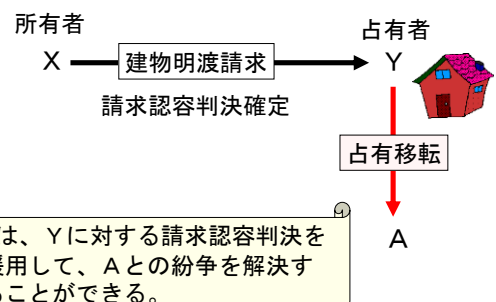 所有者
占有者
X
建物明渡請求
Y
請求認容判決確定
占有移転
A
は、Yに対する請求認容判決を
援用して、Aとの紛争を解決す
ることができる。